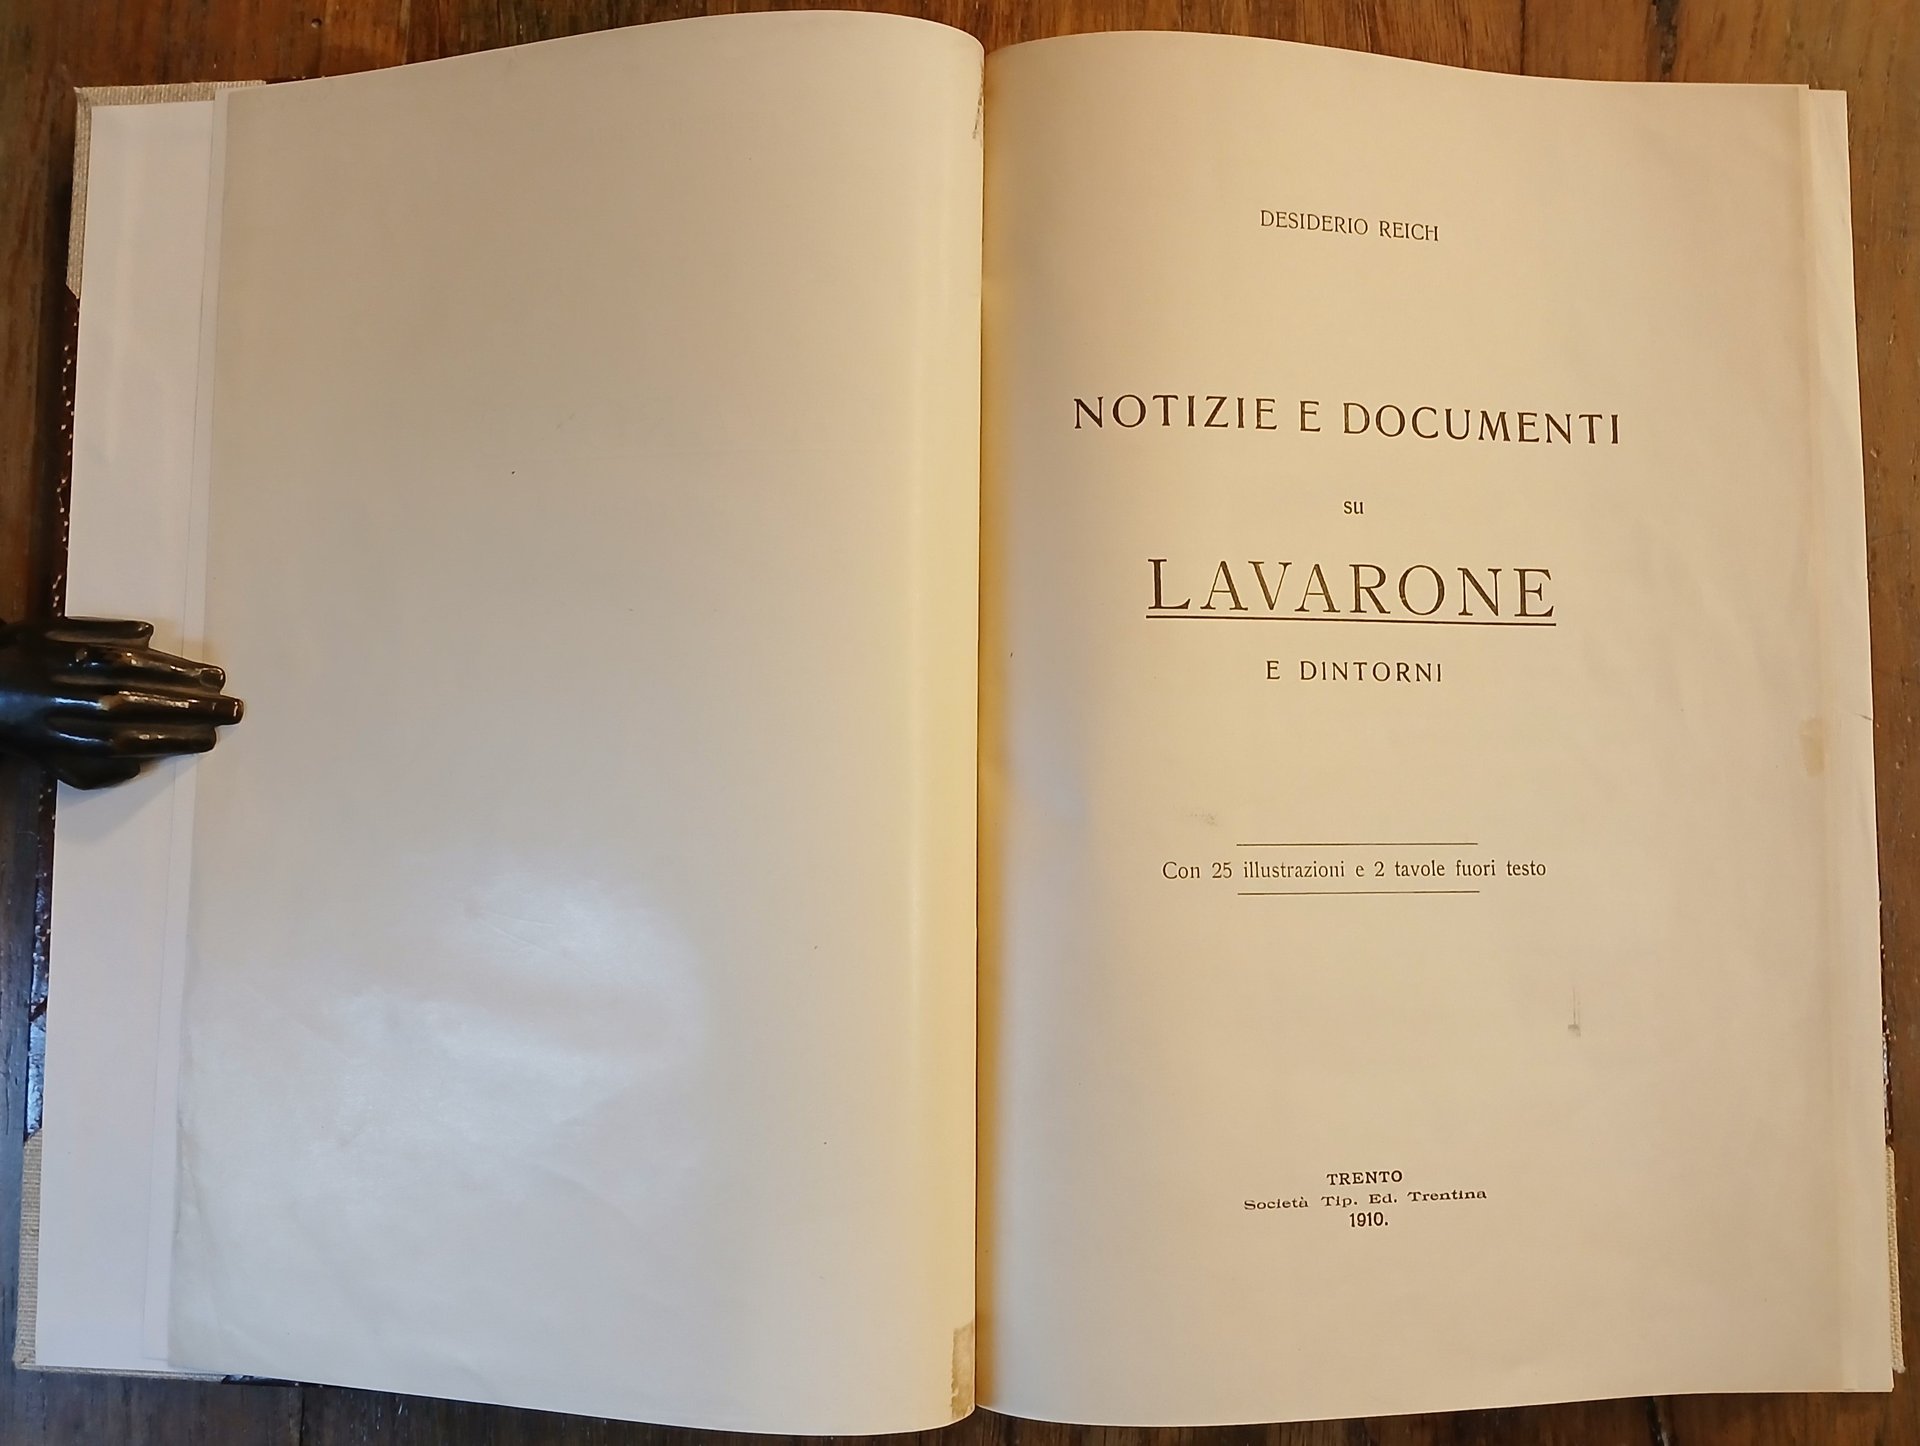 DESIDERIO REICH
NOTIZIE E DOCUMENTI
su
LAVARONE
E DINTORNI
Con 25 illustrazioni e 2 tavole fuori testo
TRENTO
Società Tip. Ed. Trentina
1910.